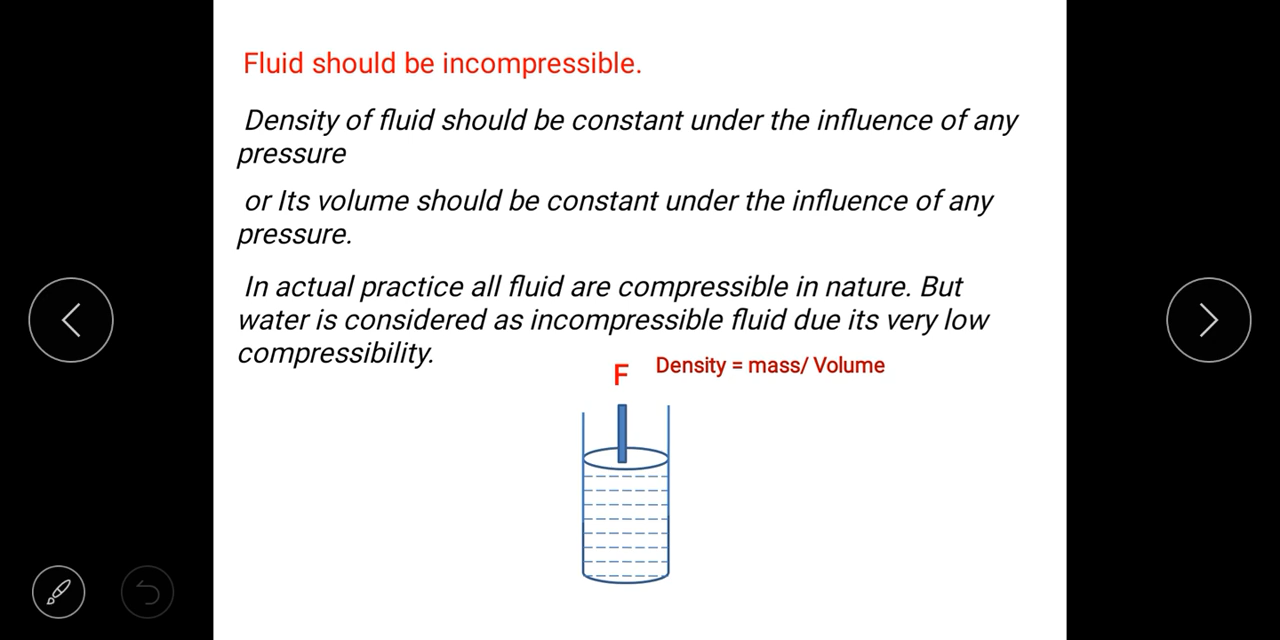 Fluid should be incompressible.
Density of fluid should be constant under the influence of any
pressure
or Its volume should be constant under the influence of any
pressure.
In actual practice all fluid are compressible in nature. But
water is considered as incompressible fluid due its very low
compressibility.
F
Density = mass/ Volume